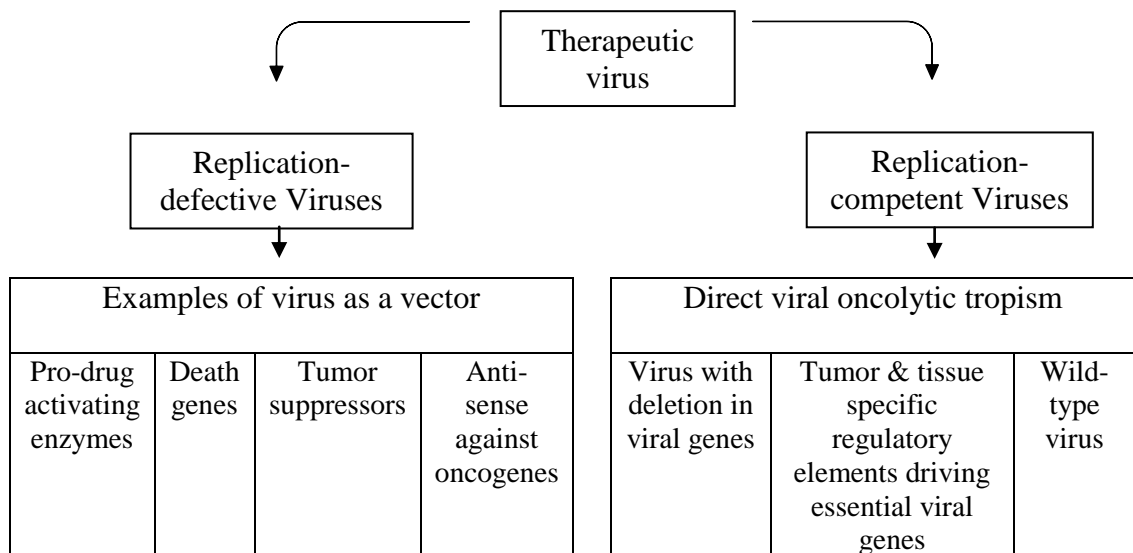 Therapeutic
virus
Replication-
defective Viruses
Replication-
competent Viruses
Examples of virus as a vector
Pro-drug
activating
enzymes
Death
genes
Tumor
suppressors
Anti-
sense
against
oncogenes
Direct viral oncolytic tropism
Virus with
deletion in
viral genes
Tumor & tissue
specific
regulatory
elements driving
essential viral
genes
Wild-
type
virus